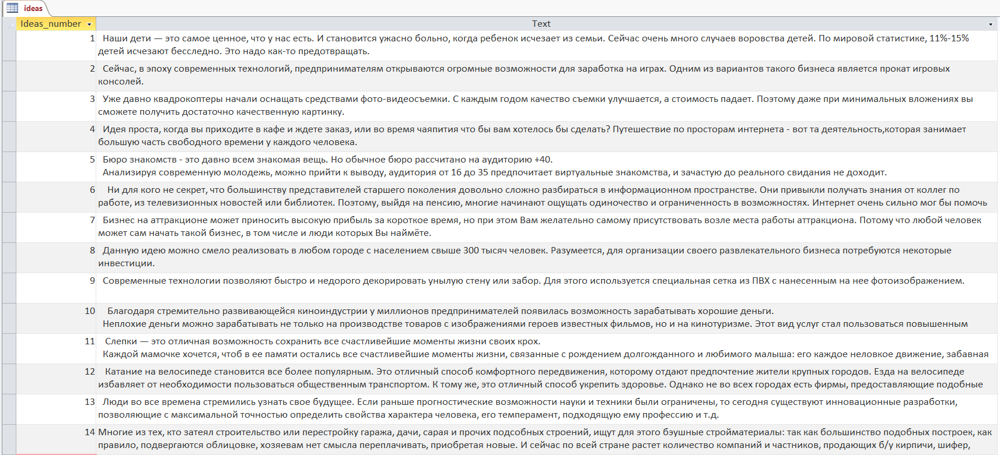 ideas
Ideas_number Text
1 Наши дети — это самое ценное, что у нас есть. И становится ужасно больно, когда ребенок исчезает из семьи. Сейчас очень много случаев воровства детей. По мировой статистике, 11%-15%
детей исчезают бесследно. Это надо как-то предотвращать.
2 Сейчас, в эпоху современных технологий, предпринимателям открываются огромные возможности для заработка на играх. Одним из вариантов такого бизнеса является прокат игровых
консолей.
3 Уже давно квадрокоптеры начали оснащать средствами фото-видеосъемки. С каждым годом качество съемки улучшается, а стоимость падает. Поэтому даже при минимальных вложениях вы
сможете получить достаточно качественную картинку.
4 Идея проста, когда вы приходите в кафе и ждете заказ, или во время чаяпития что бы вам хотелось бы сделать? Путешествие по просторам интернета - вот та деятельность,которая занимает
большую часть свободного времени у каждого человека.
5 Бюро знакомств - это давно всем знакомая вещь. Но обычное бюро рассчитано на аудиторию +40.
Анализируя современную молодежь, можно прийти к выводу, аудитория от 16 до 35 предпочитает виртуальные знакомства, и зачастую до реального свидания не доходит.
6 Ни для кого не секрет, что большинству представителей старшего поколения довольно сложно разбираться в информационном пространстве. Они привыкли получать знания от коллег по
работе, из телевизионных новостей или библиотек. Поэтому, выйдя на пенсию, многие начинают ощущать одиночество и ограниченность в возможностях. Интернет очень сильно мог бы помочь
7 Бизнес на аттракционе может приносить высокую прибыль за короткое время, но при этом Вам желательно самому присутствовать возле места работы аттракциона. Потому что любой человек
может сам начать такой бизнес, в том числе и люди которых Вы наймёте.
8 Данную идею можно смело реализовать в любом городе с населением свыше 300 тысяч человек. Разумеется, для организации своего развлекательного бизнеса потребуются некоторые
инвестиции.
9 Современные технологии позволяют быстро и недорого декорировать унылую стену или забор. Для этого используется специальная сетка из ПВХ с нанесенным на нее фотоизображением.
10 Благодаря стремительно развивающейся киноиндустрии у миллионов предпринимателей появилась возможность зарабатывать хорошие деньги.
Неплохие деньги можно зарабатывать не только на производстве товаров с изображениями героев известных фильмов, но и на кинотуризме. Этот вид услуг стал пользоваться повышенным
11 Слепки — это отличная возможность сохранить все счастливейшие моменты жизни своих крох.
Каждой мамочке хочется, чтоб в ее памяти остались все счастливейшие моменты жизни, связанные с рождением долгожданного и любимого малыша: его каждое неловкое движение, забавная
12 Катание на велосипеде становится все более популярным. Это отличный способ комфортного передвижения, которому отдают предпочтение жители крупных городов. Езда на велосипеде
избавляет от необходимости пользоваться общественным транспортом. К тому же, это отличный способ укрепить здоровье. Однако не во всех городах есть фирмы, предоставляющие подобные
13 Люди во все времена стремились узнать свое будущее. Если раньше прогностические возможности науки и техники были ограничены, то сегодня существуют инновационные разработки,
позволяющие с максимальной точностью определить свойства характера человека, его темперамент, подходящую ему профессию и т.д.
14 Многие из тех, кто затеял строительство или перестройку гаража, дачи, сарая и прочих подсобных строений, ищут для этого бэушные стройматериалы: так как большинство подобных построек, как
правило, подвергаются облицовке, хозяевам нет смысла переплачивать, приобретая новые. И сейчас по всей стране растет количество компаний и частников, продающих б/у кирпичи, шифер,